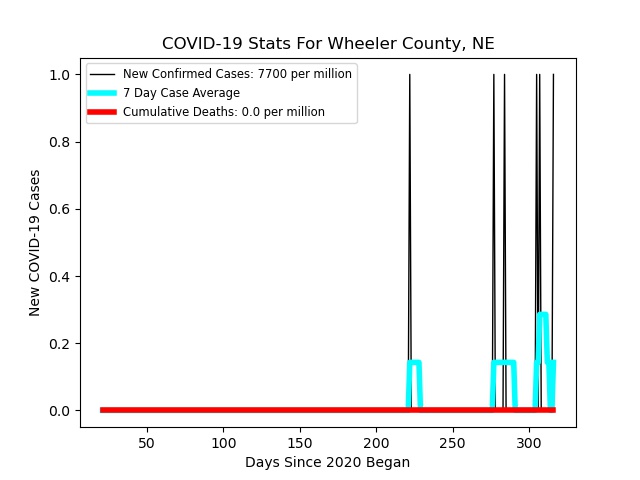 COVID-19 Stats For Wheeler County, NE
New Confirmed Cases: 7700 per million
7 Day Case Average
Cumulative Deaths: 0.0 per million
New COVID-19 Cases
1.0
0.8
0.6
0.4
0.2
0.0
50 100 150 200 250 300
Days Since 2020 Began